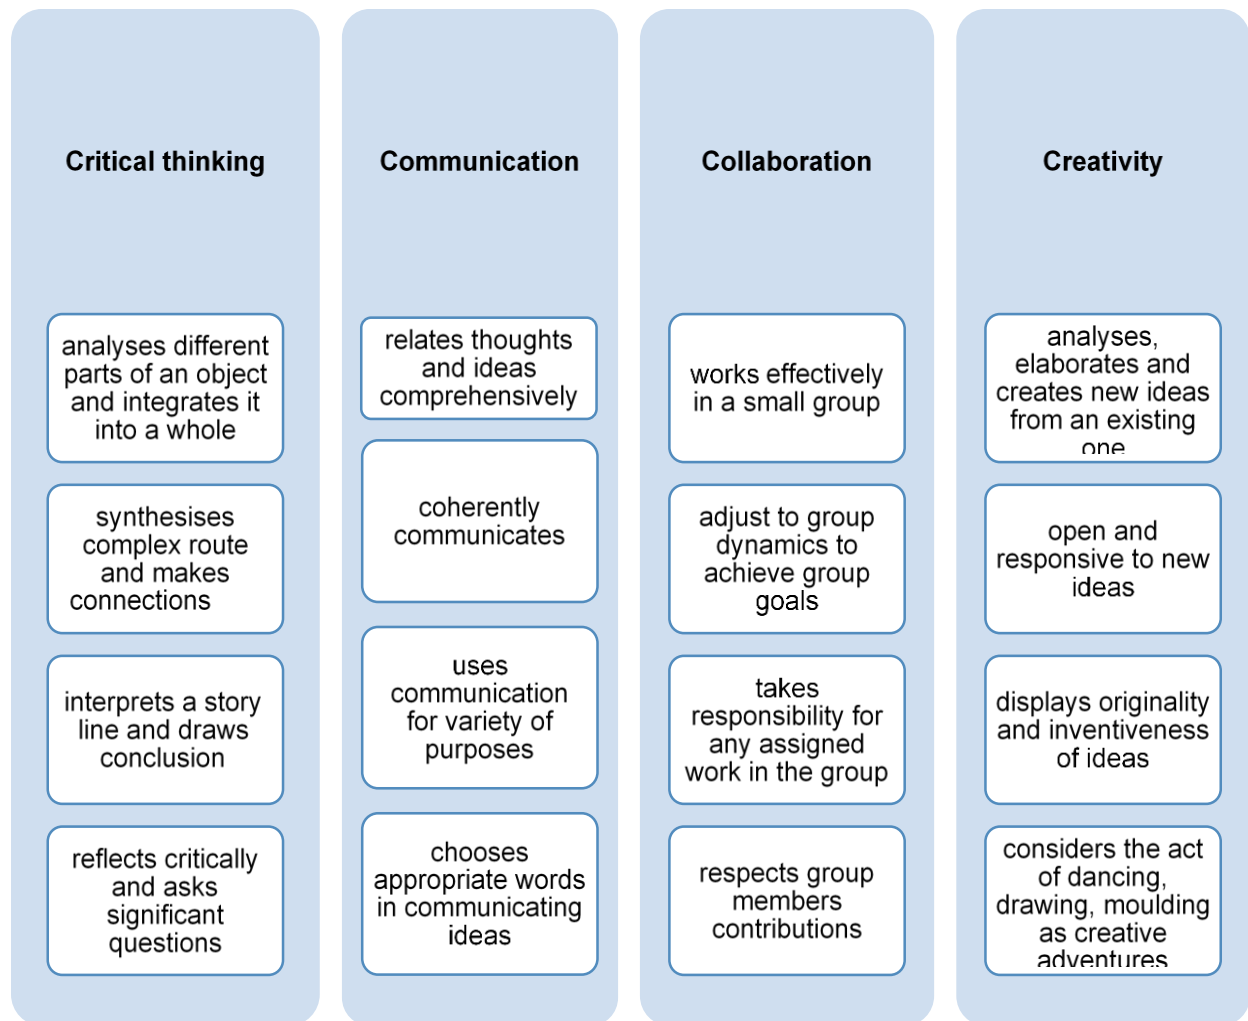 Critical thinking
analyses different
parts of an object
and integrates it
into a whole
synthesises
complex route
and makes
connections
interprets a story
line and draws
conclusion
reflects critically
and asks
significant
questions
Communication
relates thoughts
and ideas
comprehensively
coherently
communicates
uses
communication
for variety of
purposes
chooses
appropriate words
in communicating
ideas
Collaboration
works effectively
in a small group
adjust to group
dynamics to
achieve group
goals
takes
responsibility for
any assigned
work in the group
respects group
members
contributions
Creativity
analyses,
elaborates and
creates new ideas
from an existing
one
open and
responsive to new
ideas
displays originality
and inventiveness
of ideas
considers the act
of dancing,
drawing, moulding
as creative
adventures